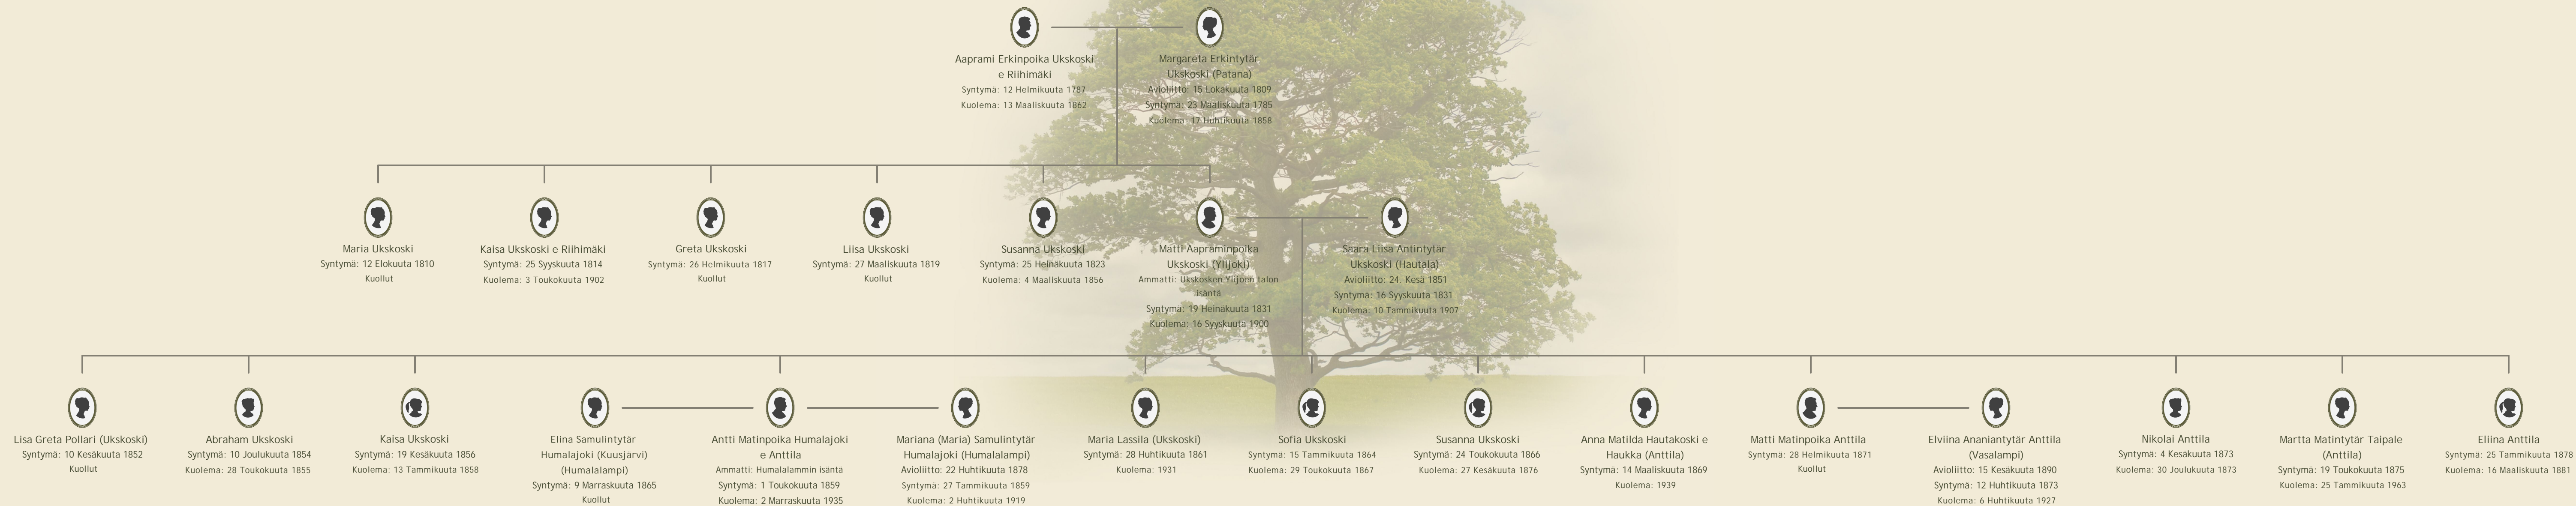 Aaprami Erkinpoika Ukskoski
e Riihimäki
Syntymä: 12 Helmikuuta 1787
Kuolema: 13 Maaliskuuta 1862
Margareta Erkintytär
Ukskoski (Patana)
Avioliitto: 15 Lokakuuta 1809
Syntymä: 23 Maaliskuuta 1785
Kuolema: 17 Huhtikuuta 1858
Maria Ukskoski
Syntymä: 12 Elokuuta 1810
Kuollut
Kaisa Ukskoski e Riihimäki
Syntymä: 25 Syyskuuta 1814
Kuolema: 3 Toukokuuta 1902
Greta Ukskoski
Syntymä: 26 Helmikuuta 1817
Kuollut
Liisa Ukskoski
Syntymä: 27 Maaliskuuta 1819
Kuollut
Susanna Ukskoski
Syntymä: 25 Heinäkuuta 1823
Kuolema: 4 Maaliskuuta 1856
Matti Aapraminpoika
Ukskoski (Ylijoki)
Ammatti: Ukskosken Ylijoen talon
isäntä
Syntymä: 19 Heinäkuuta 1831
Kuolema: 16 Syyskuuta 1900
Saara Liisa Antintytär
Ukskoski (Hautala)
Avioliitto: 24. Kesä 1851
Syntymä: 16 Syyskuuta 1831
Kuolema: 10 Tammikuuta 1907
Lisa Greta Pollari (Ukskoski)
Syntymä: 10 Kesäkuuta 1852
Kuollut
Abraham Ukskoski
Syntymä: 10 Joulukuuta 1854
Kuolema: 28 Toukokuuta 1855
Kaisa Ukskoski
Syntymä: 19 Kesäkuuta 1856
Kuolema: 13 Tammikuuta 1858
Elina Samulintytär
Humalajoki (Kuusjärvi)
(Humalalampi)
Syntymä: 9 Marraskuuta 1865
Kuollut
Antti Matinpoika Humalajoki
e Anttila
Ammatti: Humalalammin isäntä
Syntymä: 1 Toukokuuta 1859
Kuolema: 2 Marraskuuta 1935
Mariana (Maria) Samulintytär
Humalajoki (Humalalampi)
Avioliitto: 22 Huhtikuuta 1878
Syntymä: 27 Tammikuuta 1859
Kuolema: 2 Huhtikuuta 1919
Maria Lassila (Ukskoski)
Syntymä: 28 Huhtikuuta 1861
Kuolema: 1931
Sofia Ukskoski
Syntymä: 15 Tammikuuta 1864
Kuolema: 29 Toukokuuta 1867
Susanna Ukskoski
Syntymä: 24 Toukokuuta 1866
Kuolema: 27 Kesäkuuta 1876
Anna Matilda Hautakoski e
Haukka (Anttila)
Syntymä: 14 Maaliskuuta 1869
Kuolema: 1939
Matti Matinpoika Anttila
Syntymä: 28 Helmikuuta 1871
Kuollut
Elviina Ananiantytär Anttila
(Vasalampi)
Avioliitto: 15 Kesäkuuta 1890
Syntymä: 12 Huhtikuuta 1873
Kuolema: 6 Huhtikuuta 1927
Nikolai Anttila
Syntymä: 4 Kesäkuuta 1873
Kuolema: 30 Joulukuuta 1873
Martta Matintytär Taipale
(Anttila)
Syntymä: 19 Toukokuuta 1875
Kuolema: 25 Tammikuuta 1963
Eliina Anttila
Syntymä: 25 Tammikuuta 1878
Kuolema: 16 Maaliskuuta 1881